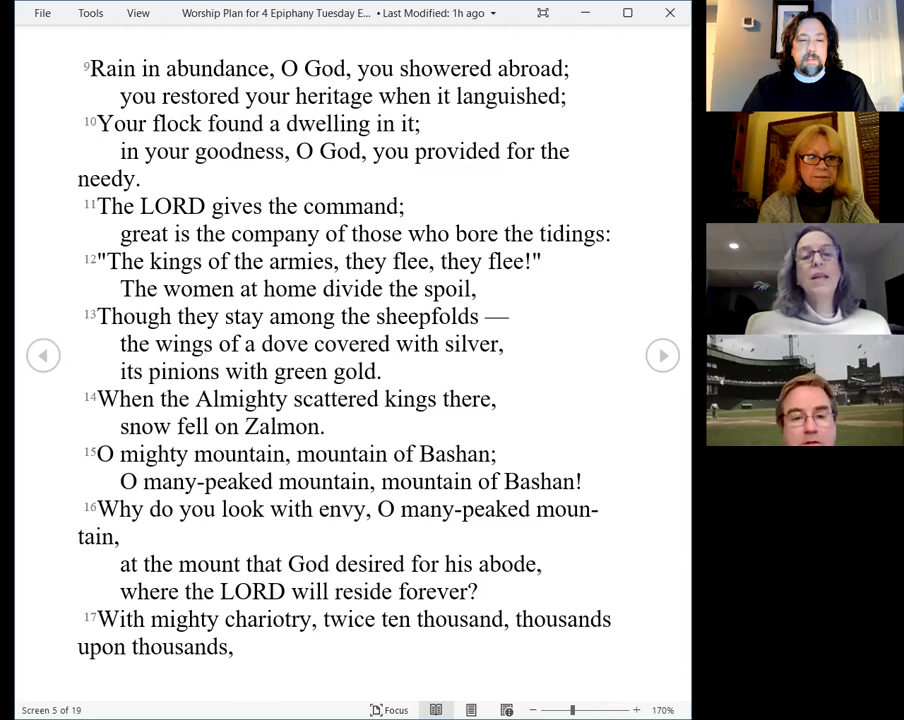 File Tools View Worship Plan for 4 Epiphany Tuesday E... • Last Modified: 1h ago
9Rain in abundance, O God, you showered abroad;
you restored your heritage when it languished;
10Your flock found a dwelling in it;
in your goodness, O God, you provided for the
needy.
11The LORD gives the command;
great is the company of those who bore the tidings:
12"The kings of the armies, they flee, they flee!"
The women at home divide the spoil,
13Though they stay among the sheepfolds —
the wings of a dove covered with silver,
its pinions with green gold.
14When the Almighty scattered kings there,
snow fell on Zalmon.
15O mighty mountain, mountain of Bashan;
O many-peaked mountain, mountain of Bashan!
16Why do you look with envy, O many-peaked moun-
tain,
at the mount that God desired for his abode,
where the LORD will reside forever?
17With mighty chariotry, twice ten thousand, thousands
upon thousands,
Screen 5 of 19 Focus 170%